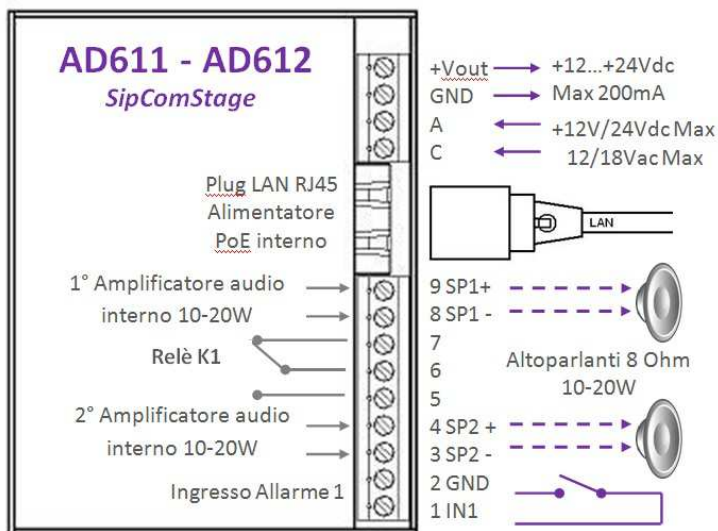 AD611 - AD612
SipComStage
+Vout +12...+24Vdc
GND Max 200mA
A +12V/24Vdc Max
C 12/18Vac Max
Plug LAN RJ45
Alimentatore
PoE interno
LAN
1° Amplificatore audio
interno 10-20W
9 SP1+
8 SP1 -
Relè K1
7
6
5
Altoparlanti 8 Ohm
10-20W
2° Amplificatore audio
interno 10-20W
4 SP2 +
3 SP2 -
Ingresso Allarme 1
2 GND
1 IN1